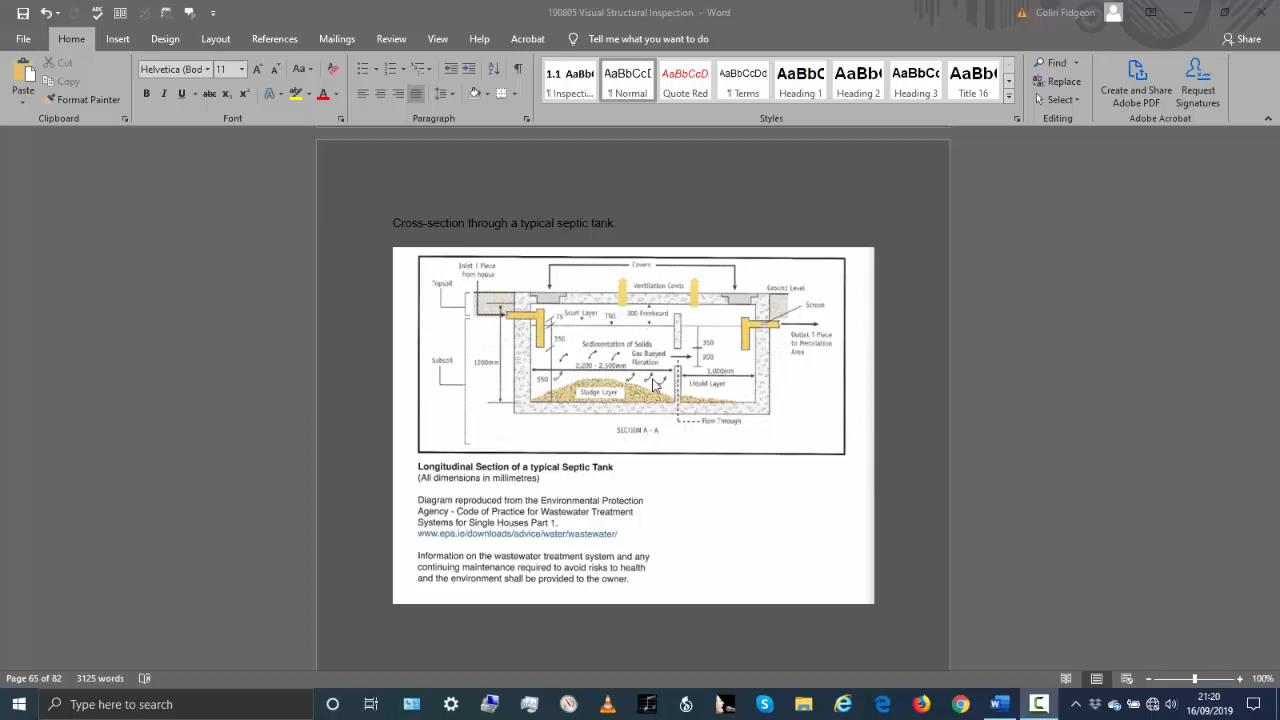 190805 Visual Structural Inspection - Word
Colin Fidgeon
File Home Insert Design Layout References Mailings Review View Help Acrobat Tell me what you want to do Share
Paste
Cut
Copy
Format Painter
Clipboard
Helvetica (Bod 11
Font
Paragraph
1.1 AaBb( AaBbCcD AaBbCcD AaBbCcDd AaBbC AaBb( AaBbCc AaBb(
¶ Inspecti... ¶ Normal Quote Red ¶ Terms Heading 1 Heading 2 Heading 3 Title 16
Styles
Find
Replace
Select
Editing
Create and Share
Adobe PDF
Request
Signatures
Adobe Acrobat
Cross-section through a typical septic tank.
Inlet T Piece
from house
Covers
Topsoil
Ventilation Cowls
Ground Level
Screen
75 Scum Layer TWL 300 Freeboard
Outlet T Piece
to Percolation
Area
Sedimentation of Solids
350
Gas Buoyed
Flotation
200
Subsoil
1200mm
2,200 - 2,500mm
1,000mm
550
Liquid Layer
Sludge Layer
Flow Through
SECTION A - A
Longitudinal Section of a typical Septic Tank
(All dimensions in millimetres)
Diagram reproduced from the Environmental Protection
Agency - Code of Practice for Wastewater Treatment
Systems for Single Houses Part 1.
www.epa.ie/downloads/advice/water/wastewater/
Information on the wastewater treatment system and any
continuing maintenance required to avoid risks to health
and the environment shall be provided to the owner.
Page 65 of 82 3125 words
100%
Type here to search
21:20
16/09/2019